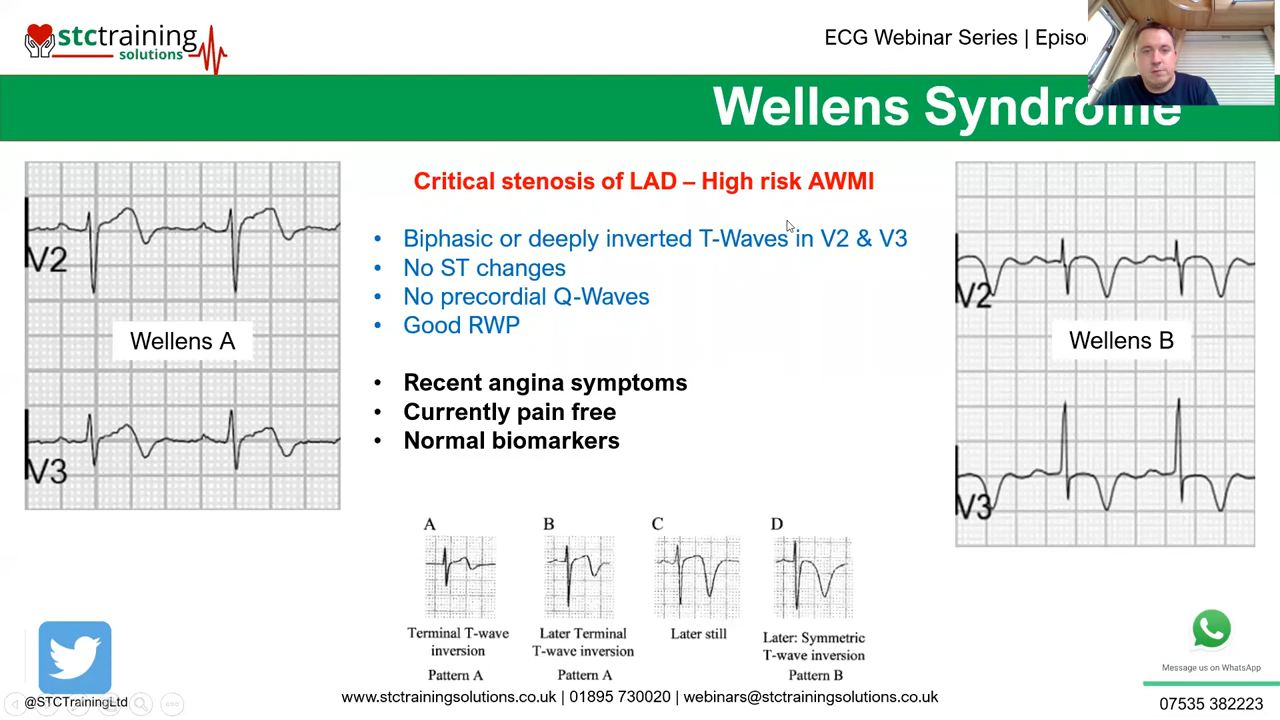 stctraining
solutions
ECG Webinar Series |
Wellens Syndrome
Critical stenosis of LAD – High risk AWMI
• Biphasic or deeply inverted T-Waves in V2 & V3
• No ST changes
• No precordial Q-Waves
• Good RWP
• Recent angina symptoms
• Currently pain free
• Normal biomarkers
V2
Wellens A
V3
V2
Wellens B
V3
A
B
C
D
Terminal T-wave
inversion
Pattern A
Later Terminal
T-wave inversion
Pattern A
Later still
Later: Symmetric
T-wave inversion
Pattern B
@STCTrainingLtd
www.stctrainingsolutions.co.uk | 01895 730020 | webinars@stctrainingsolutions.co.uk
Message us on WhatsApp
07535 382223